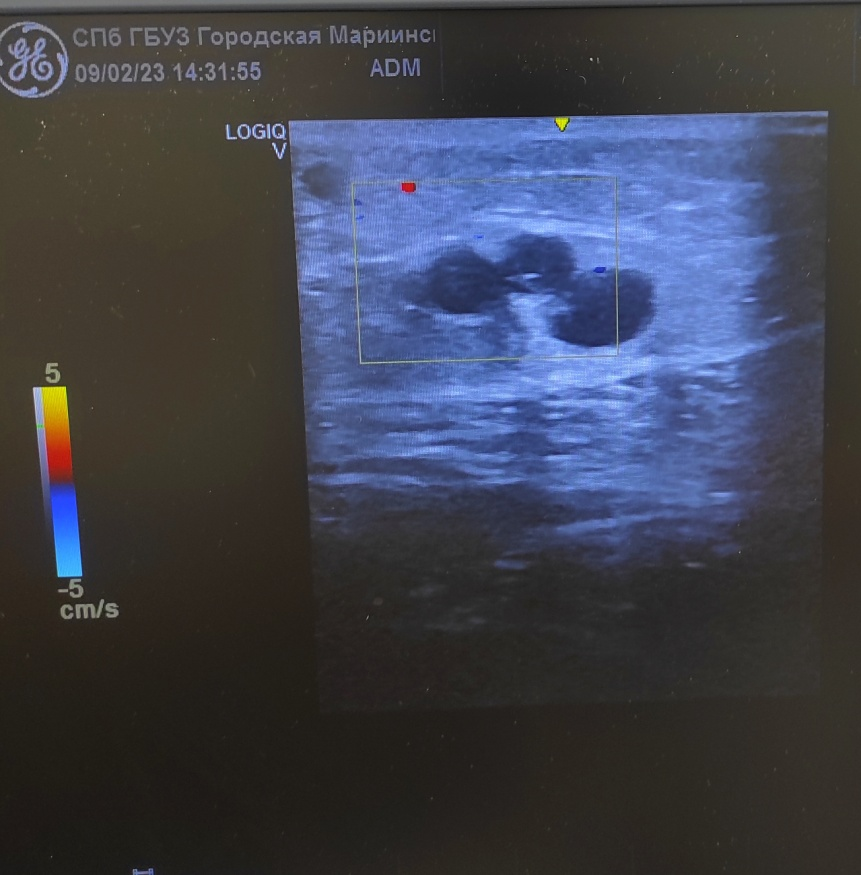 СПб ГБУЗ Городская Мариинс
09/02/23 14:31:55 ADM
LOGIQ
V
5
-5
cm/s